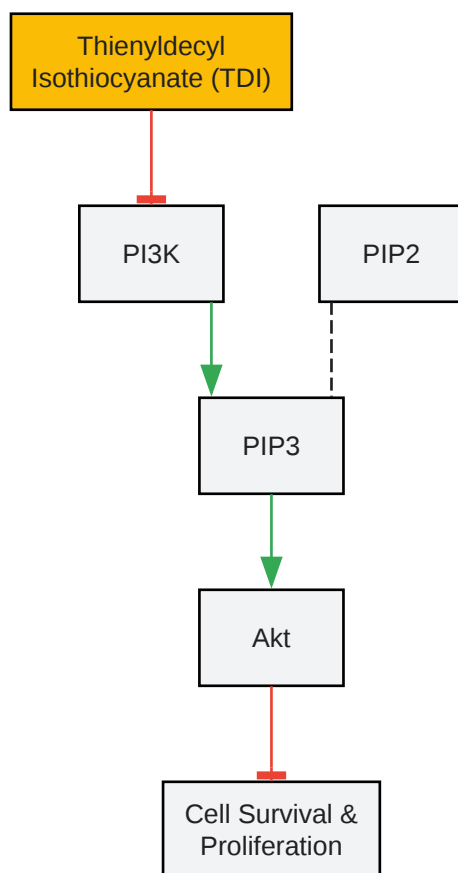 Thienyldecyl
Isothiocyanate (TDI)
PI3K
PIP2
PIP3
Akt
Cell Survival &
Proliferation